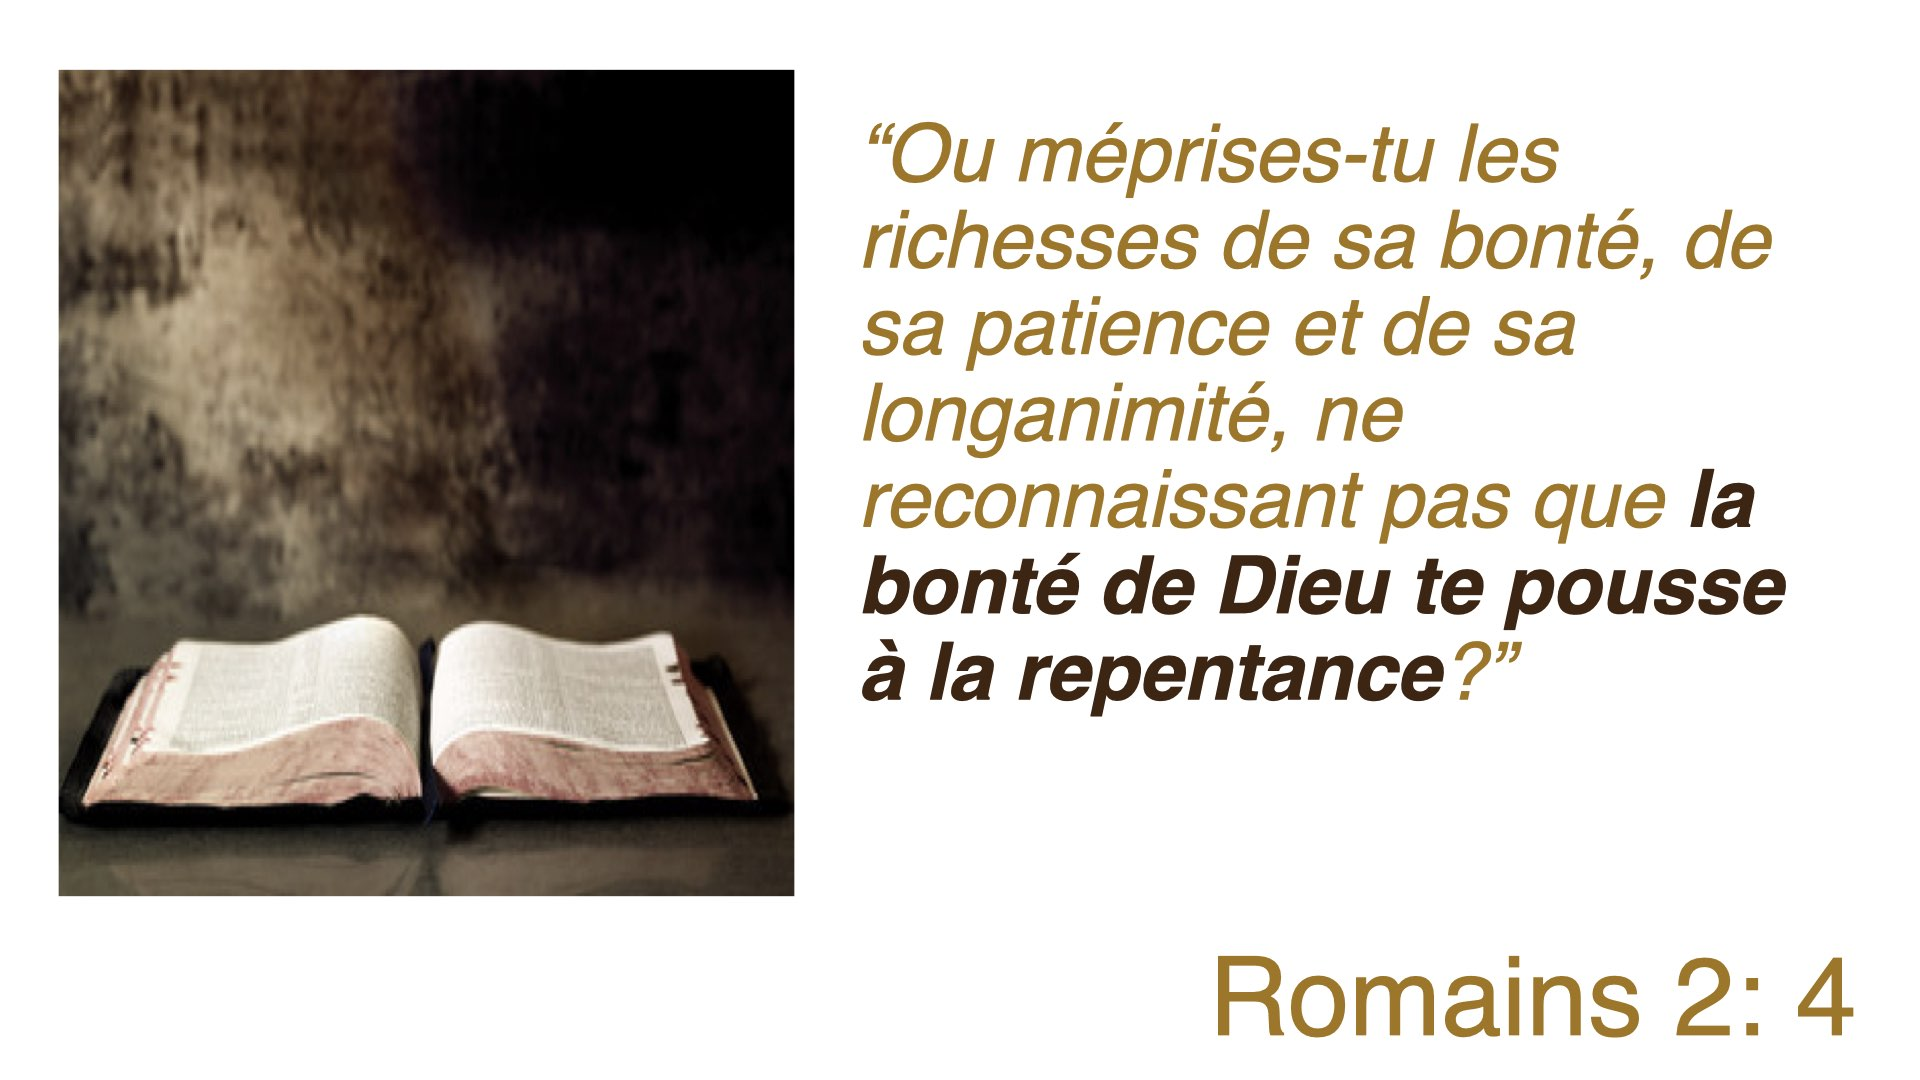 “Ou méprises-tu les
richesses de sa bonté, de
sa patience et de sa
longanimité, ne
reconnaissant pas que la
bonté de Dieu te pousse
à la repentance?”
Romains 2: 4